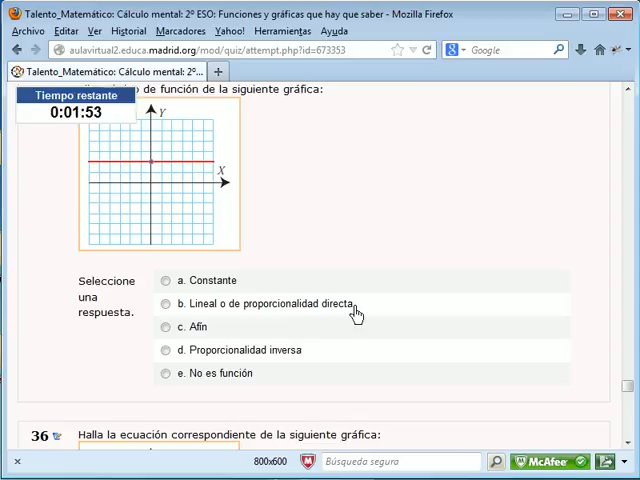 Talento_Matemático: Cálculo mental: 2º ESO: Funciones y gráficas que hay que saber - Mozilla Firefox
Archivo Editar Ver Historial Marcadores Herramientas Ayuda
aulavirtual2.educa.madrid.org/mod/quiz/attempt.php?id=673353
Google
Talento_Matemático: Cálculo mental: 2º...
de función de la siguiente gráfica:
Tiempo restante
0:01:53
Y
X
Seleccione una respuesta.
a. Constante
b. Lineal o de proporcionalidad directa
c. Afín
d. Proporcionalidad inversa
e. No es función
36 Halla la ecuación correspondiente de la siguiente gráfica:
800x600
Búsqueda segura
McAfee